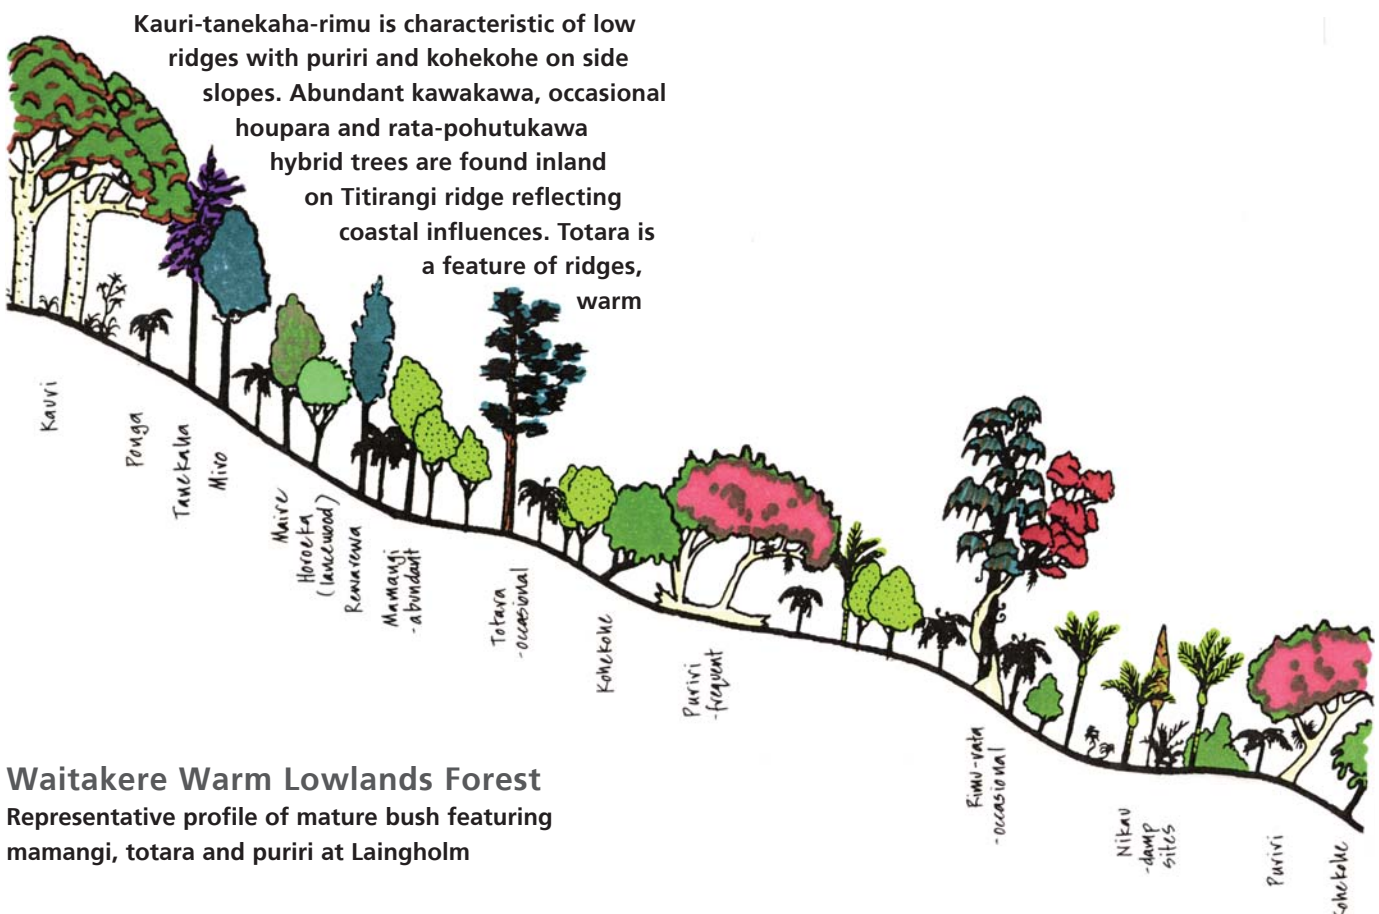 Kauri-tanekaha-rimu is characteristic of low
ridges with puriri and kohekohe on side
slopes. Abundant kawakawa, occasional
houpara and rata-pohutukawa
hybrid trees are found inland
on Titirangi ridge reflecting
coastal influences. Totara is
a feature of ridges,
warm
Kauri
Ponga
Tanekaha
Miro
Maire
Horoeka
(lancewood)
Rewarewa
Mamangi
-abundant
Totara
-occasional
Kohekohe
Puriri
-frequent
Rimu-rata
-occasional
Nikau
-damp
sites
Puriri
Kohekohe
Waitakere Warm Lowlands Forest
Representative profile of mature bush featuring
mamangi, totara and puriri at Laingholm